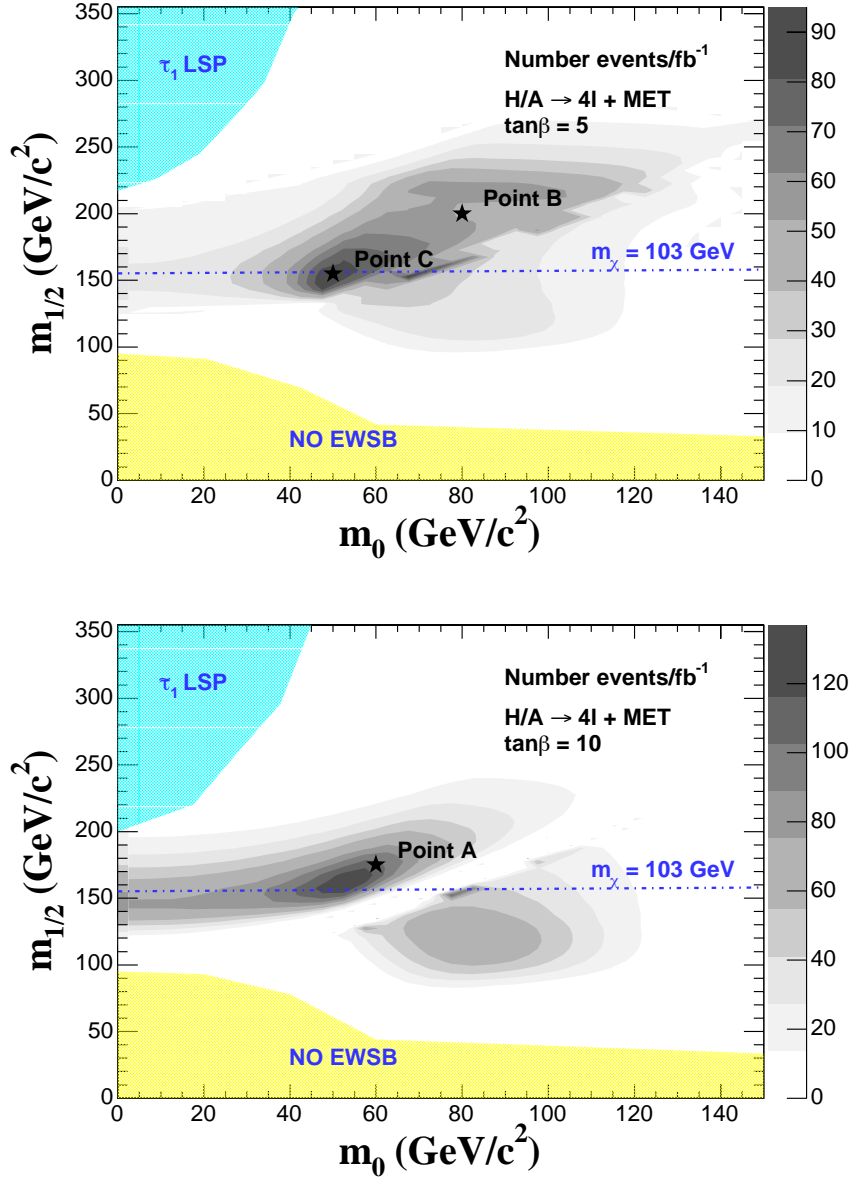 350
300
250
200
150
100
50
0
m1/2 (GeV/c2)
τ1 LSP
Number events/fb-1
H/A → 4l + MET
tanβ = 5
Point B
Point C
mχ = 103 GeV
NO EWSB
90
80
70
60
50
40
30
20
10
0
0 20 40 60 80 100 120 140
m0 (GeV/c2)
350
300
250
200
150
100
50
0
m1/2 (GeV/c2)
τ1 LSP
Number events/fb-1
H/A → 4l + MET
tanβ = 10
Point A
mχ = 103 GeV
NO EWSB
120
100
80
60
40
20
0
0 20 40 60 80 100 120 140
m0 (GeV/c2)